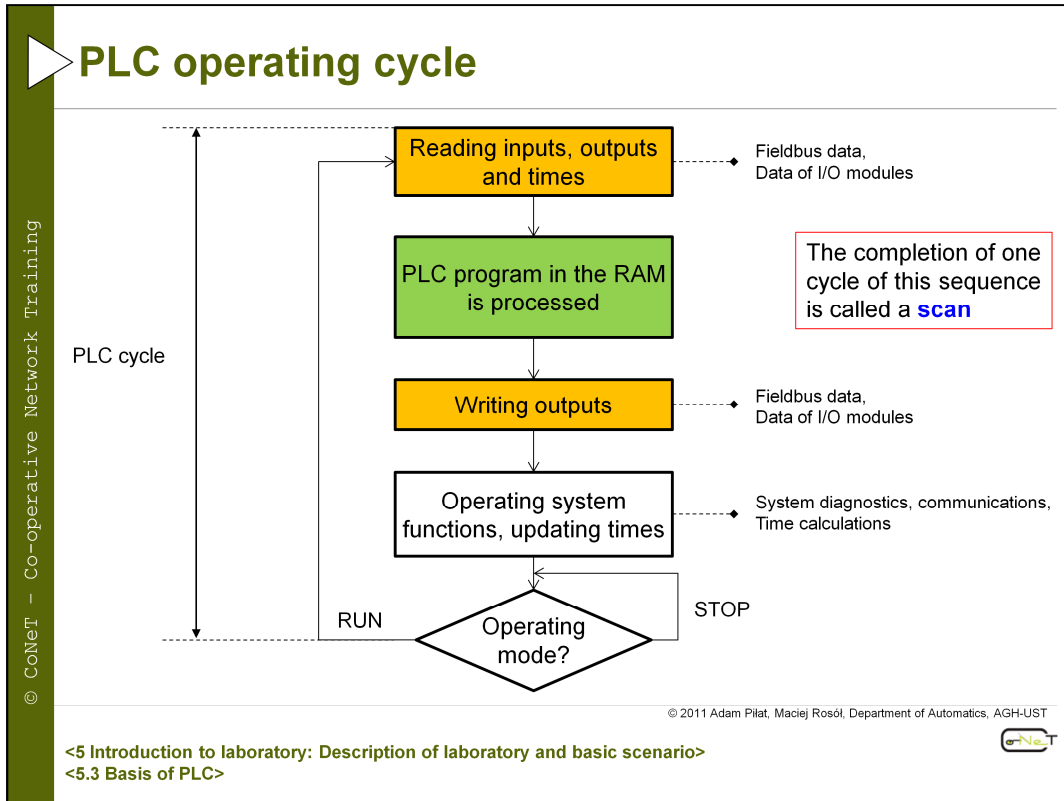 PLC operating cycle
Reading inputs, outputs
and times
Fieldbus data,
Data of I/O modules
PLC program in the RAM
is processed
The completion of one
cycle of this sequence
is called a scan
PLC cycle
Writing outputs
Fieldbus data,
Data of I/O modules
Operating system
functions, updating times
System diagnostics, communications,
Time calculations
RUN
Operating
mode?
STOP
© CoNeT – Co-operative Network Training
© 2011 Adam Piłat, Maciej Rosół, Department of Automatics, AGH-UST
<5 Introduction to laboratory: Description of laboratory and basic scenario>
<5.3 Basis of PLC>
CoNeT